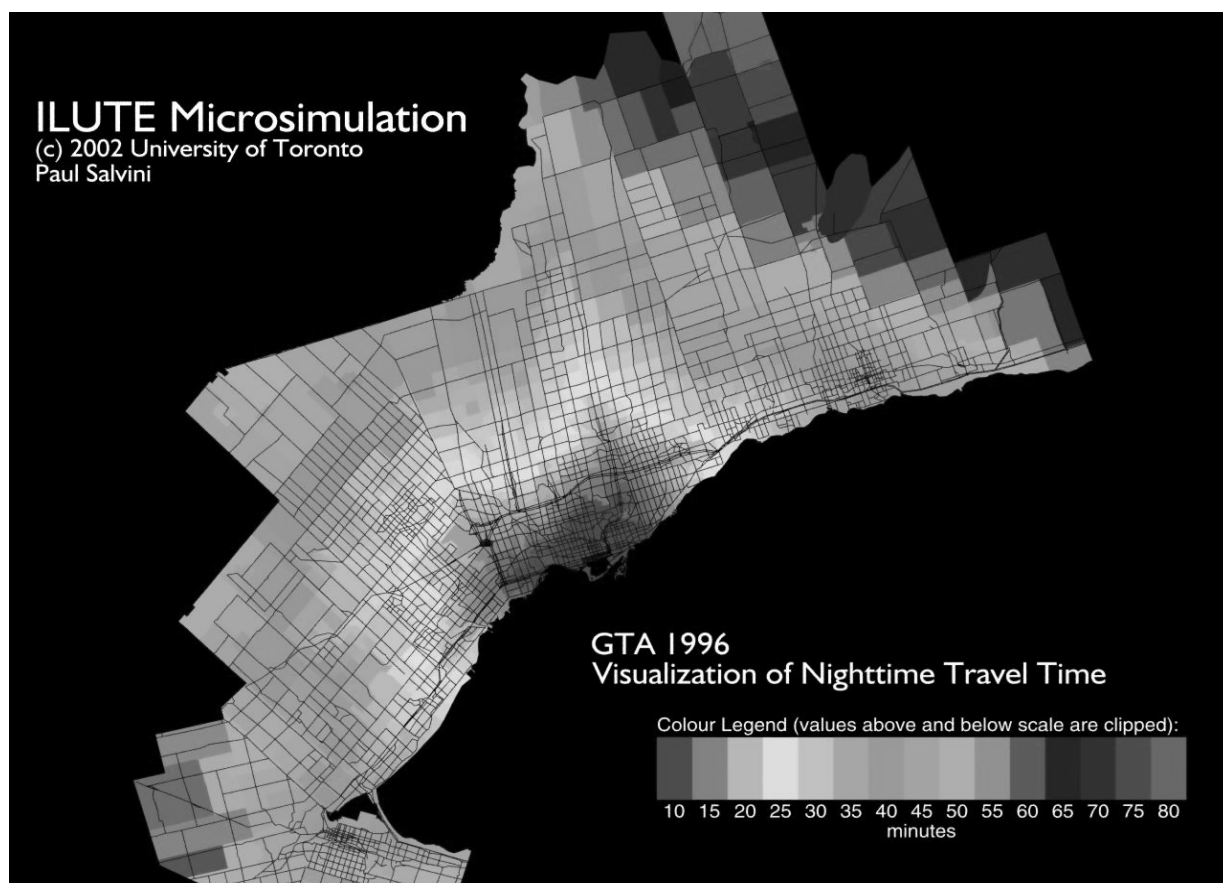 ILUTE Microsimulation
(c) 2002 University of Toronto
Paul Salvini
GTA 1996
Visualization of Nighttime Travel Time
Colour Legend (values above and below scale are clipped):
10 15 20 25 30 35 40 45 50 55 60 65 70 75 80
minutes